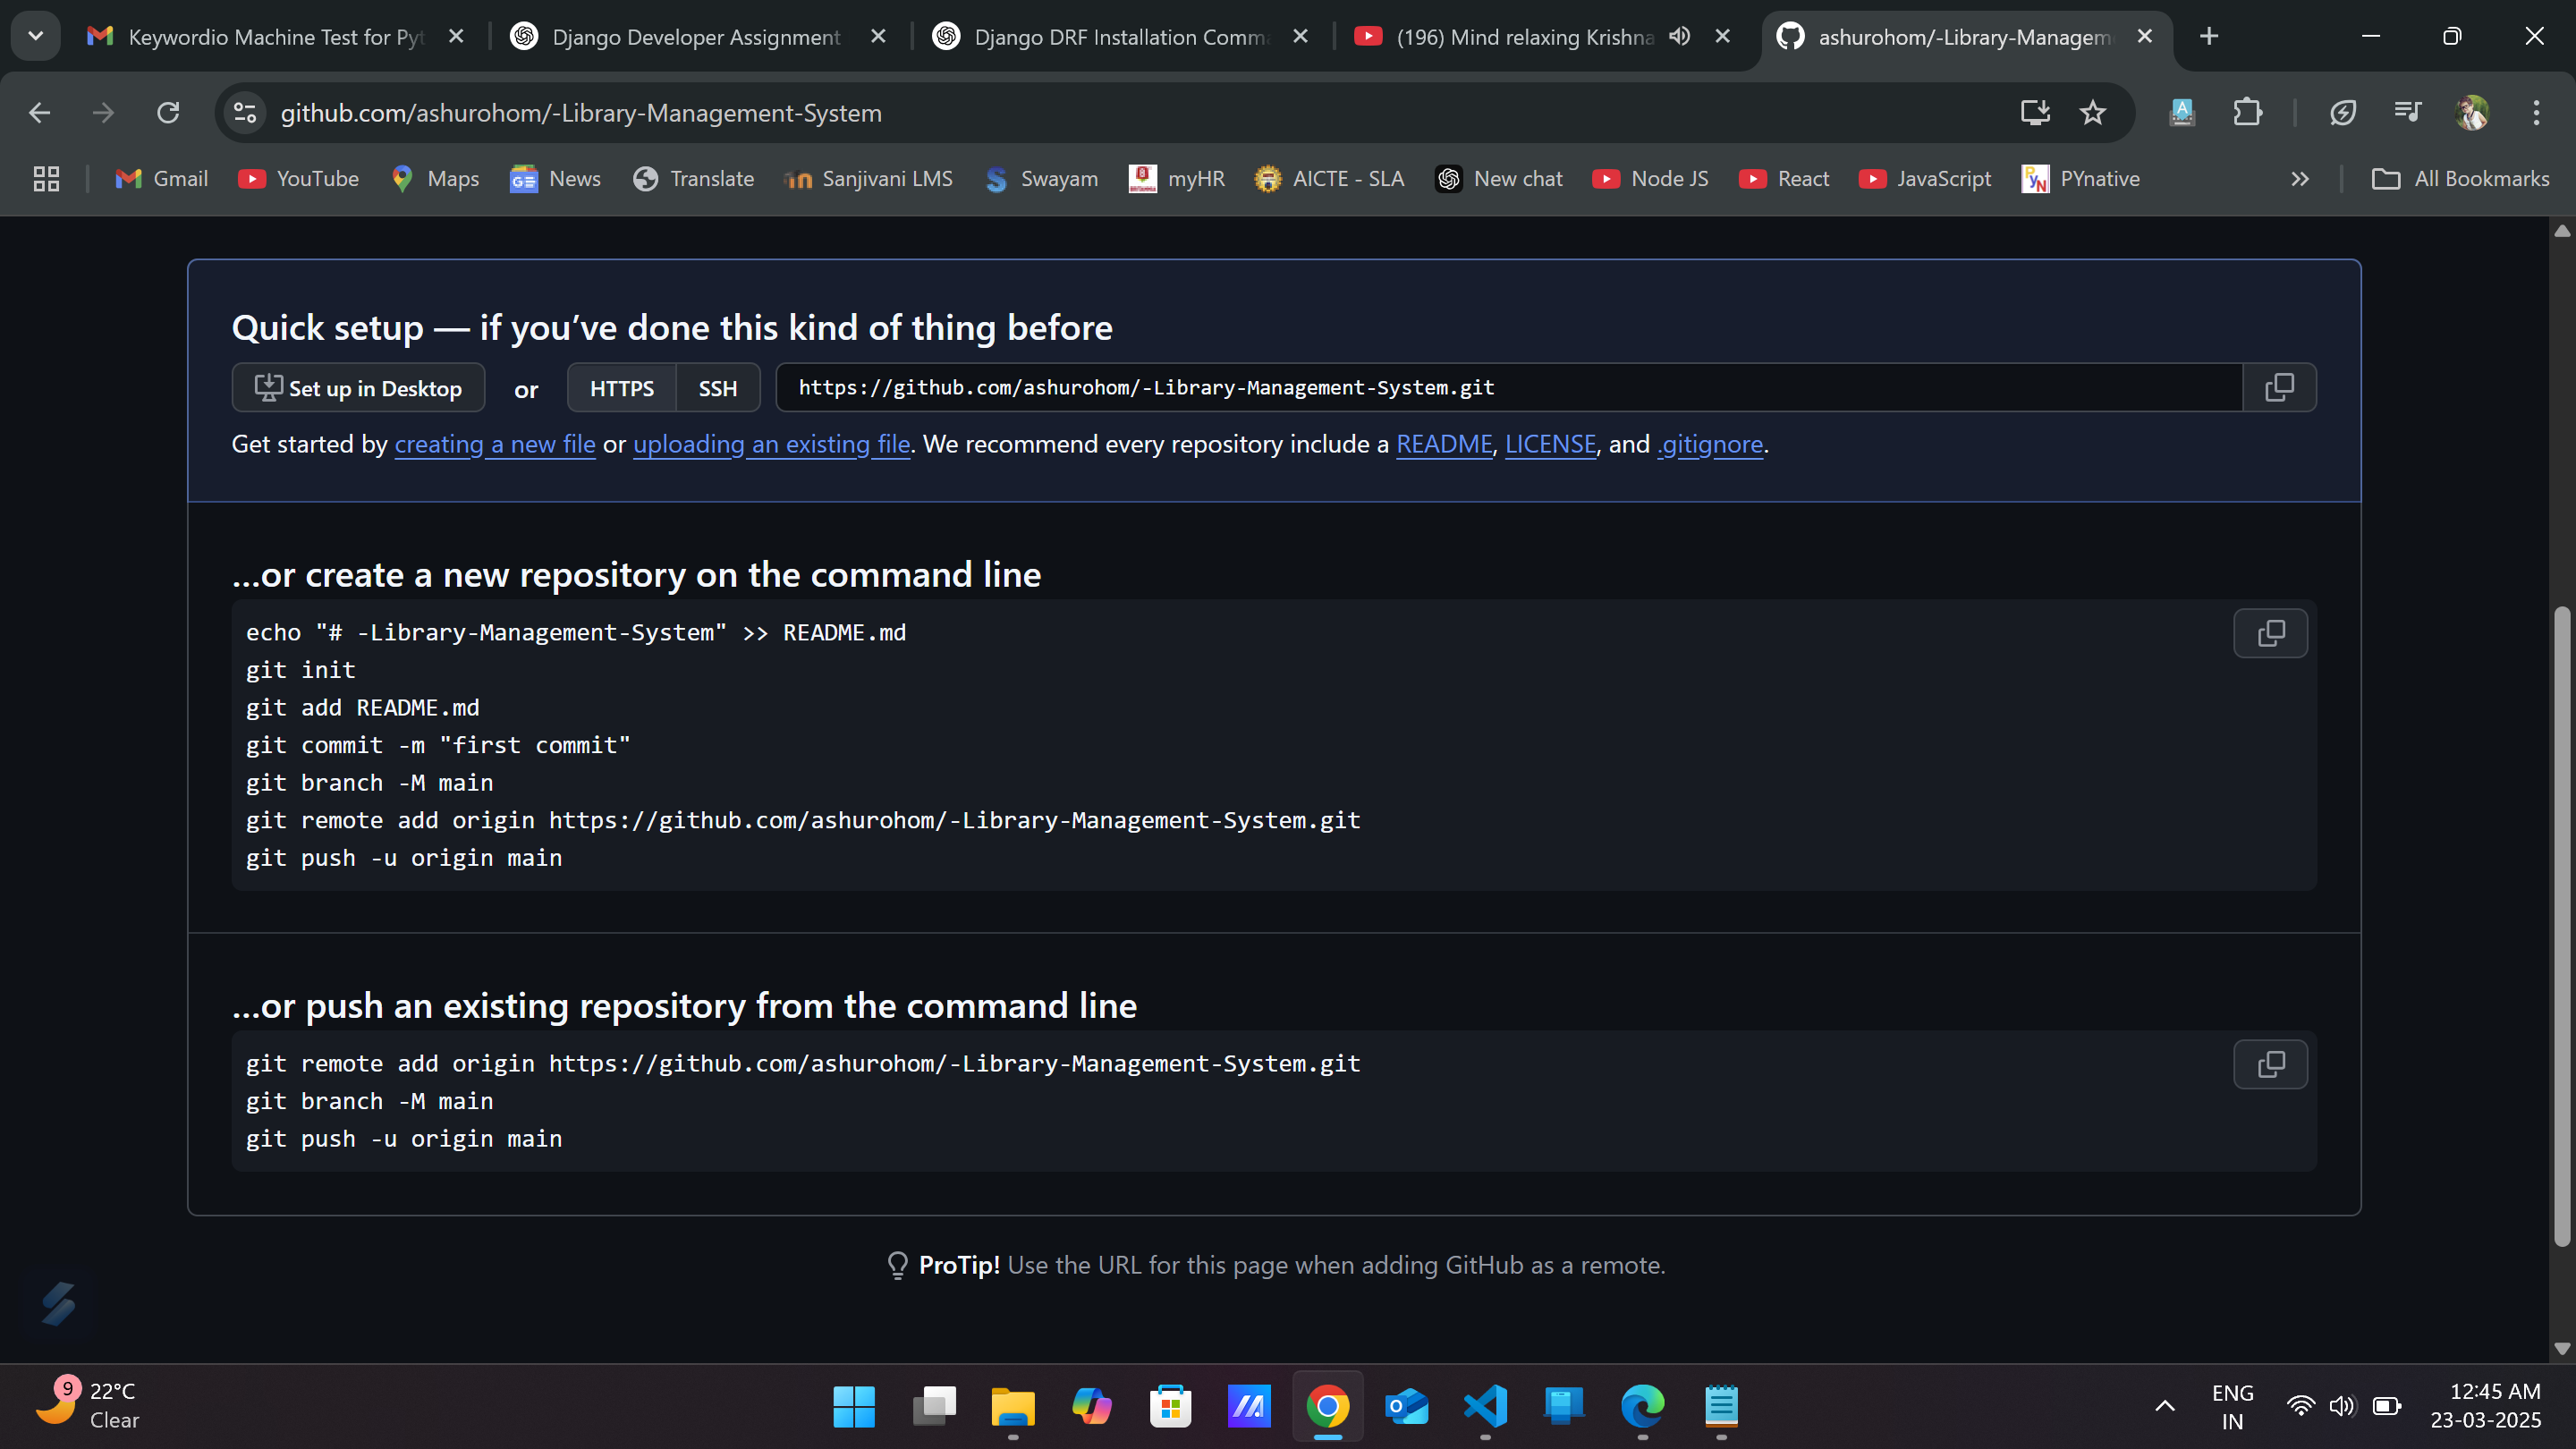 Keywordio Machine Test for Pyt
Django Developer Assignment
Django DRF Installation Comma
(196) Mind relaxing Krishna
ashurohom/-Library-Managem
github.com/ashurohom/-Library-Management-System
Gmail
YouTube
Maps
News
Translate
Sanjivani LMS
Swayam
myHR
AICTE - SLA
New chat
Node JS
React
JavaScript
PYnative
All Bookmarks
Quick setup — if you’ve done this kind of thing before
Set up in Desktop or HTTPS SSH https://github.com/ashurohom/-Library-Management-System.git
Get started by creating a new file or uploading an existing file. We recommend every repository include a README, LICENSE, and .gitignore.
…or create a new repository on the command line
echo "# -Library-Management-System" >> README.md
git init
git add README.md
git commit -m "first commit"
git branch -M main
git remote add origin https://github.com/ashurohom/-Library-Management-System.git
git push -u origin main
…or push an existing repository from the command line
git remote add origin https://github.com/ashurohom/-Library-Management-System.git
git branch -M main
git push -u origin main
ProTip! Use the URL for this page when adding GitHub as a remote.
9
22°C
Clear
ENG
IN
12:45 AM
23-03-2025